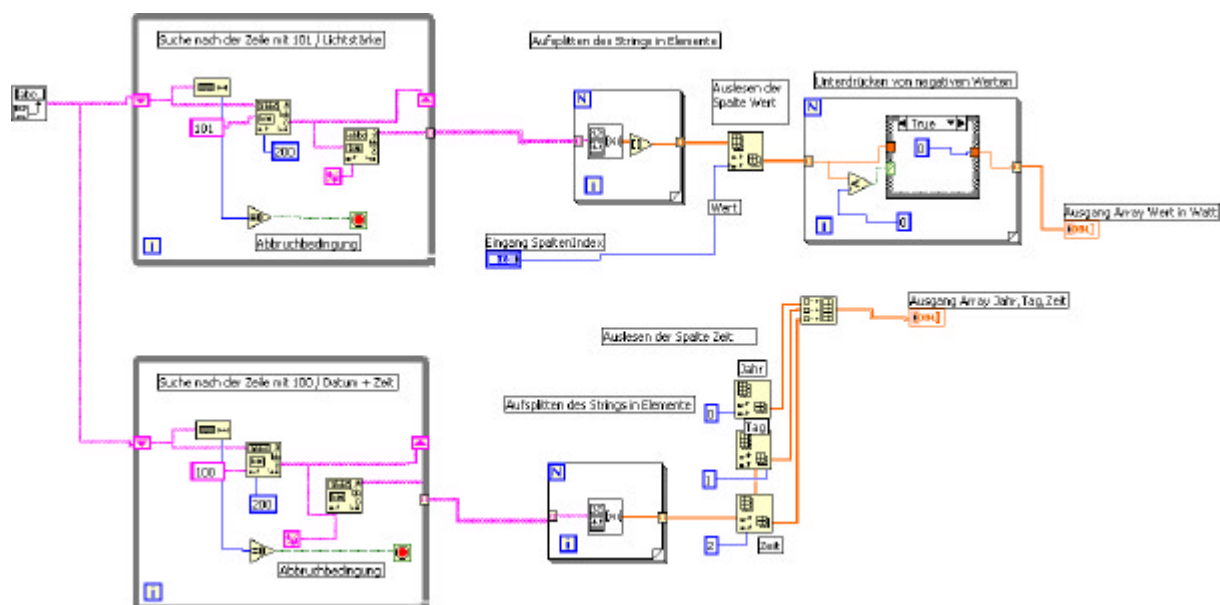 Suche nach der Zeile mit 101 / Lichtstärke
101
200
Abbruchbedingung
i
Aufsplitten des Strings in Elemente
N
i
Auslesen der
Spalte Wert
Wert
Eingang SpaltenIndex
Unterdrücken von negativen Werten
N
True
0
0
i
Ausgang Array Wert in Watt
Ausgang Array Jahr,Tag,Zeit
Auslesen der Spalte Zeit
Suche nach der Zeile mit 100 / Datum + Zeit
100
200
Abbruchbedingung
i
Aufsplitten des Strings in Elemente
N
i
Jahr
0
Tag
1
2
Zeit